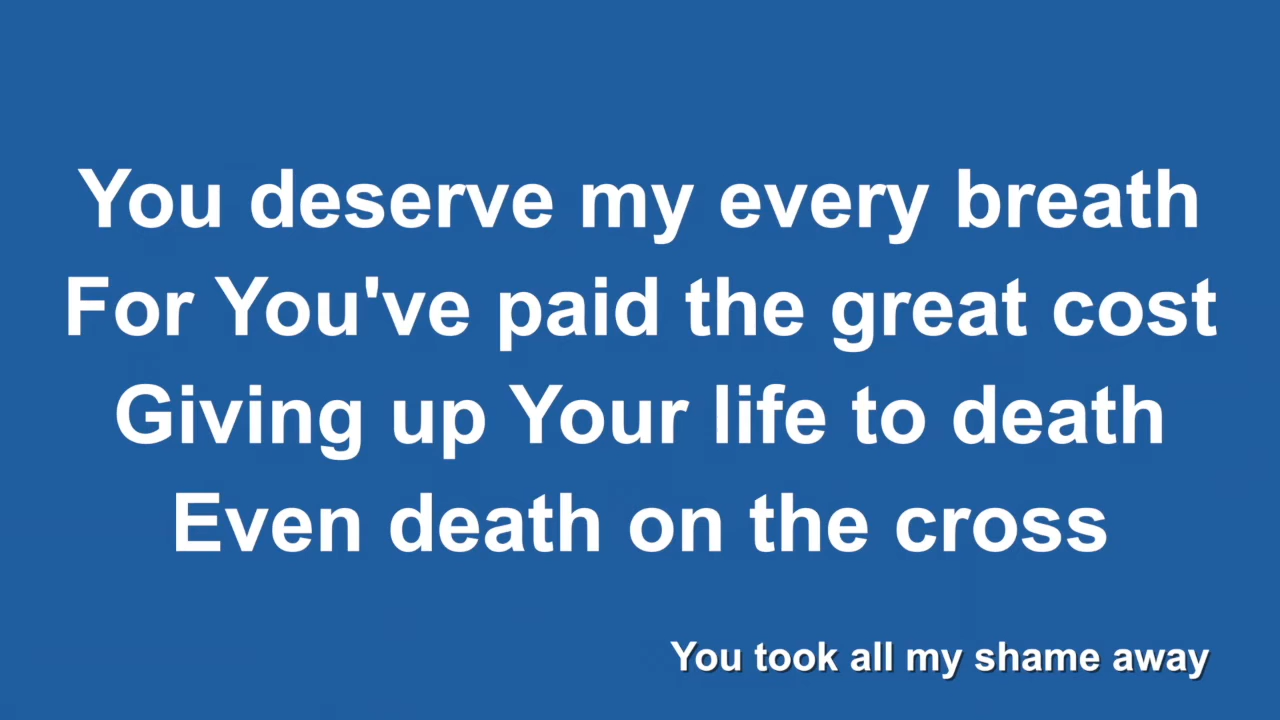 You deserve my every breath
For You've paid the great cost
Giving up Your life to death
Even death on the cross
You took all my shame away